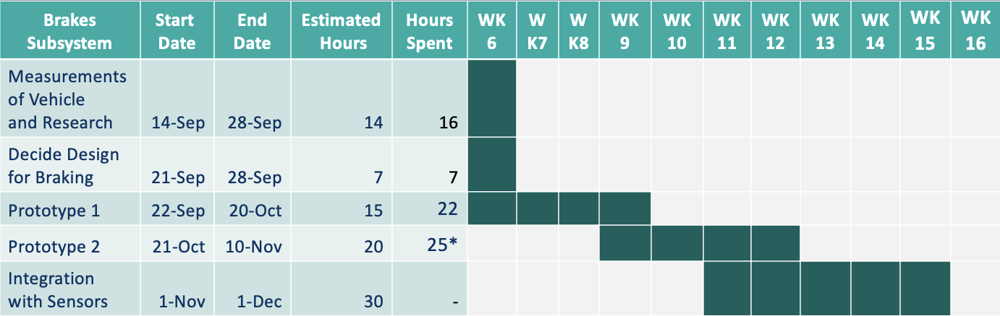 Brakes Subsystem Start Date End Date Estimated Hours Hours Spent WK 6 W K7 W K8 WK 9 WK 10 WK 11 WK 12 WK 13 WK 14 WK 15 WK 16
Measurements
of Vehicle
and Research 14-Sep 28-Sep 14 16
Decide Design
for Braking 21-Sep 28-Sep 7 7
Prototype 1 22-Sep 20-Oct 15 22
Prototype 2 21-Oct 10-Nov 20 25*
Integration
with Sensors 1-Nov 1-Dec 30 -